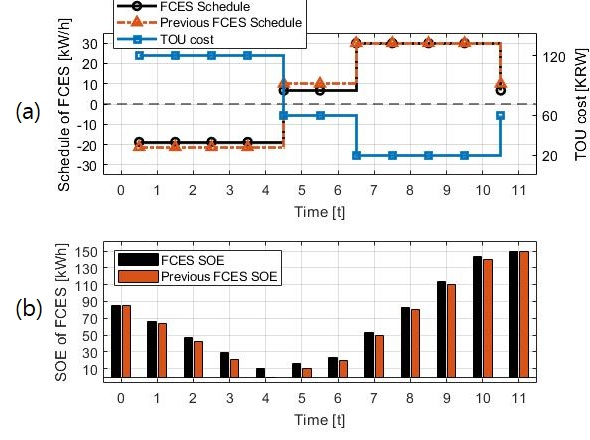 FCES Schedule
Previous FCES Schedule
TOU cost
(a)
Schedule of FCES [kW/h]
30
20
10
0
-10
-20
-30
120
60
20
TOU cost [KRW]
0 1 2 3 4 5 6 7 8 9 10 11
Time [t]
(b)
SOE of FCES [kWh]
150
130
110
90
70
50
30
10
FCES SOE
Previous FCES SOE
0 1 2 3 4 5 6 7 8 9 10 11
Time [t]